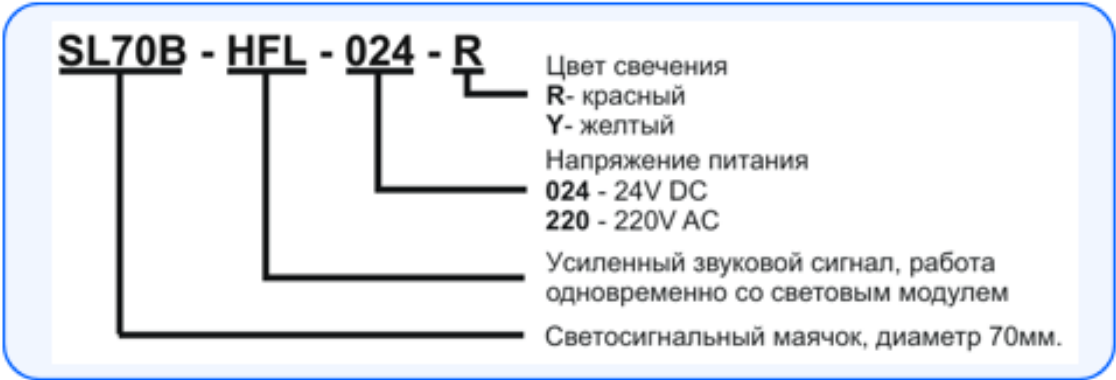 SL70B - HFL - 024 - R
Цвет свечения
R- красный
Y- желтый
Напряжение питания
024 - 24V DC
220 - 220V AC
Усиленный звуковой сигнал, работа
одновременно со световым модулем
Светосигнальный маячок, диаметр 70мм.